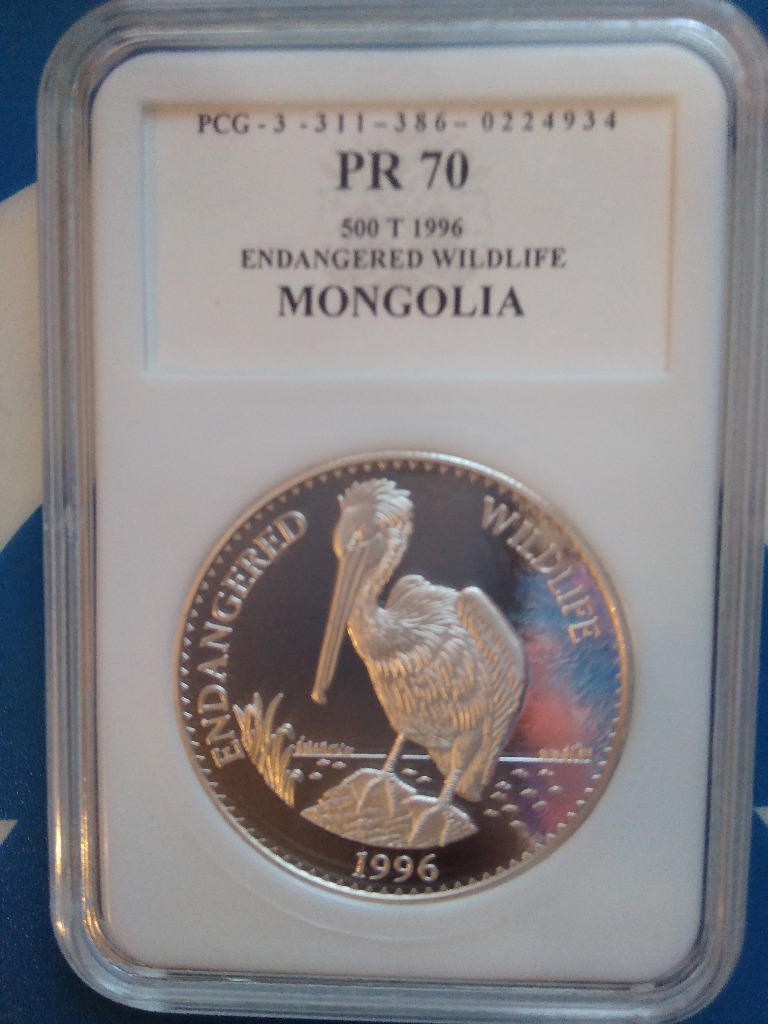 PCG - 3 - 311 - 386 - 0224934
PR 70
500 T 1996
ENDANGERED WILDLIFE
MONGOLIA
ENDANGERED WILDLIFE
1996